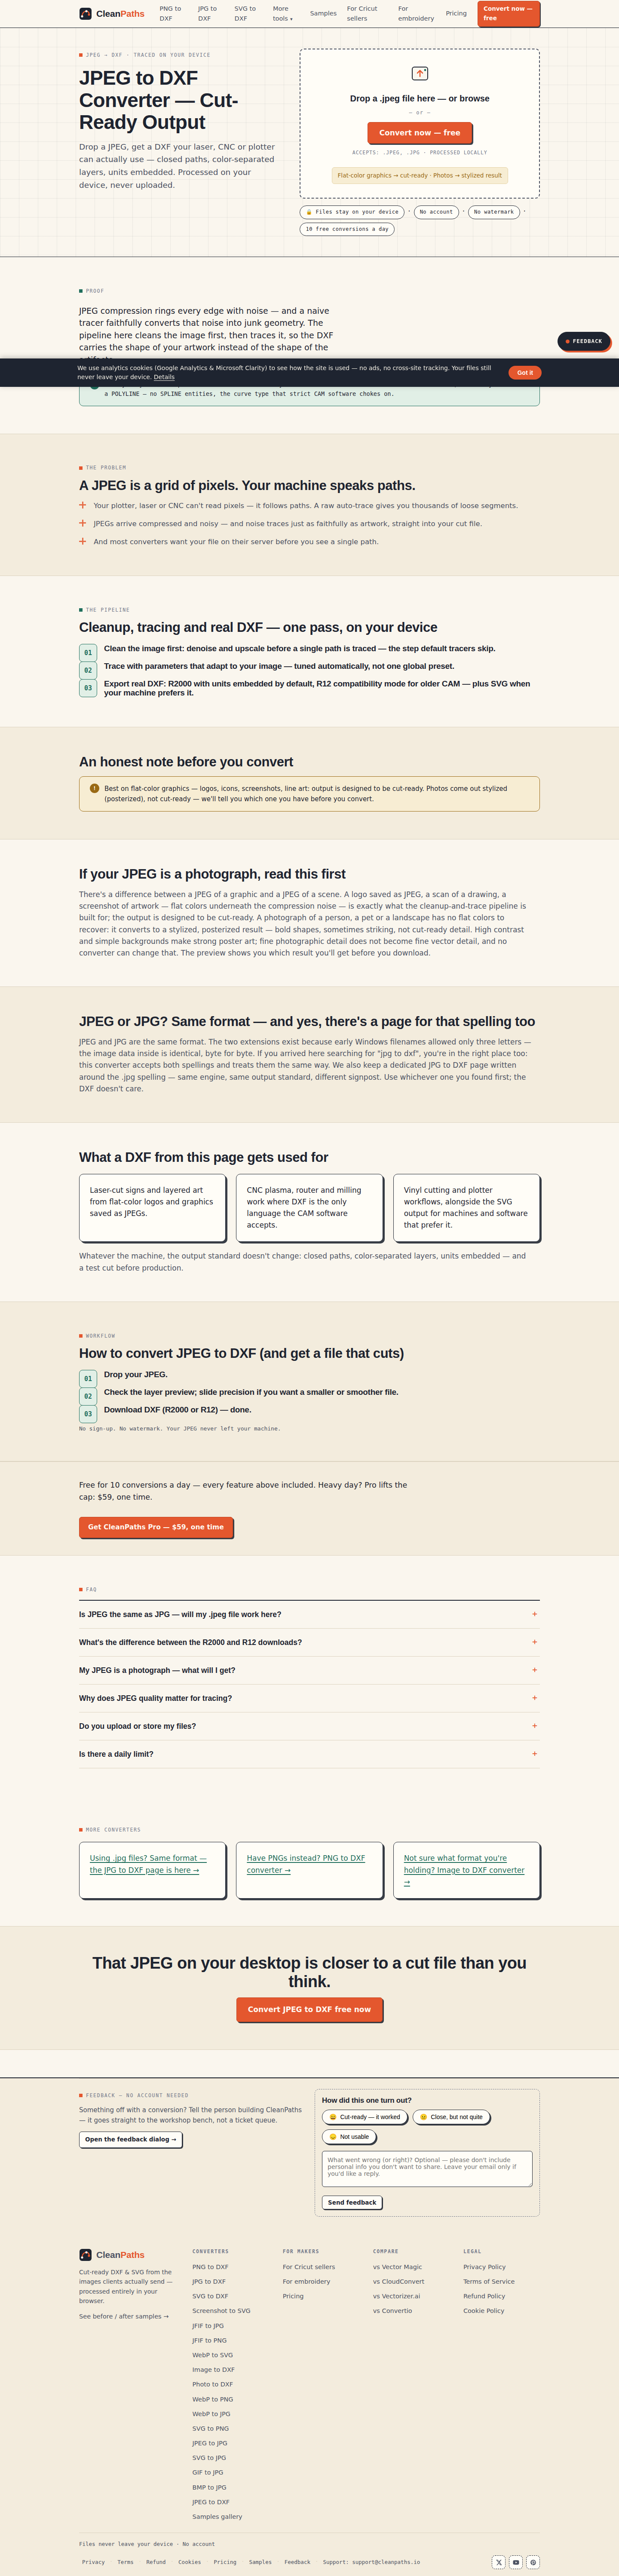 CleanPaths
PNG to DXF
JPG to DXF
SVG to DXF
More tools ▾
Samples
For Cricut sellers
For embroidery
Pricing
Convert now — free
JPEG → DXF · TRACED ON YOUR DEVICE
JPEG to DXF
Converter — Cut-
Ready Output
Drop a JPEG, get a DXF your laser, CNC or plotter
can actually use — closed paths, color-separated
layers, units embedded. Processed on your
device, never uploaded.
Drop a .jpeg file here — or browse
— or —
Convert now — free
ACCEPTS: .JPEG, .JPG · PROCESSED LOCALLY
Flat-color graphics → cut-ready · Photos → stylized result
🔒 Files stay on your device · No account · No watermark ·
10 free conversions a day
PROOF
JPEG compression rings every edge with noise — and a naive
tracer faithfully converts that noise into junk geometry. The
pipeline here cleans the image first, then traces it, so the DXF
carries the shape of your artwork instead of the shape of the
FEEDBACK
We use analytics cookies (Google Analytics & Microsoft Clarity) to see how the site is used — no ads, no cross-site tracking. Your files still
never leave your device. Details
Got it
a POLYLINE — no SPLINE entities, the curve type that strict CAM software chokes on.
THE PROBLEM
A JPEG is a grid of pixels. Your machine speaks paths.
Your plotter, laser or CNC can't read pixels — it follows paths. A raw auto-trace gives you thousands of loose segments.
JPEGs arrive compressed and noisy — and noise traces just as faithfully as artwork, straight into your cut file.
And most converters want your file on their server before you see a single path.
THE PIPELINE
Cleanup, tracing and real DXF — one pass, on your device
01 Clean the image first: denoise and upscale before a single path is traced — the step default tracers skip.
02 Trace with parameters that adapt to your image — tuned automatically, not one global preset.
03 Export real DXF: R2000 with units embedded by default, R12 compatibility mode for older CAM — plus SVG when
your machine prefers it.
An honest note before you convert
! Best on flat-color graphics — logos, icons, screenshots, line art: output is designed to be cut-ready. Photos come out stylized
(posterized), not cut-ready — we'll tell you which one you have before you convert.
If your JPEG is a photograph, read this first
There's a difference between a JPEG of a graphic and a JPEG of a scene. A logo saved as JPEG, a scan of a drawing, a
screenshot of artwork — flat colors underneath the compression noise — is exactly what the cleanup-and-trace pipeline is
built for; the output is designed to be cut-ready. A photograph of a person, a pet or a landscape has no flat colors to
recover: it converts to a stylized, posterized result — bold shapes, sometimes striking, not cut-ready detail. High contrast
and simple backgrounds make strong poster art; fine photographic detail does not become fine vector detail, and no
converter can change that. The preview shows you which result you'll get before you download.
JPEG or JPG? Same format — and yes, there's a page for that spelling too
JPEG and JPG are the same format. The two extensions exist because early Windows filenames allowed only three letters —
the image data inside is identical, byte for byte. If you arrived here searching for "jpg to dxf", you're in the right place too:
this converter accepts both spellings and treats them the same way. We also keep a dedicated JPG to DXF page written
around the .jpg spelling — same engine, same output standard, different signpost. Use whichever one you found first; the
DXF doesn't care.
What a DXF from this page gets used for
Laser-cut signs and layered art
from flat-color logos and graphics
saved as JPEGs.
CNC plasma, router and milling
work where DXF is the only
language the CAM software
accepts.
Vinyl cutting and plotter
workflows, alongside the SVG
output for machines and software
that prefer it.
Whatever the machine, the output standard doesn't change: closed paths, color-separated layers, units embedded — and
a test cut before production.
WORKFLOW
How to convert JPEG to DXF (and get a file that cuts)
01 Drop your JPEG.
02 Check the layer preview; slide precision if you want a smaller or smoother file.
03 Download DXF (R2000 or R12) — done.
No sign-up. No watermark. Your JPEG never left your machine.
Free for 10 conversions a day — every feature above included. Heavy day? Pro lifts the
cap: $59, one time.
Get CleanPaths Pro — $59, one time
FAQ
Is JPEG the same as JPG — will my .jpeg file work here? +
What's the difference between the R2000 and R12 downloads? +
My JPEG is a photograph — what will I get? +
Why does JPEG quality matter for tracing? +
Do you upload or store my files? +
Is there a daily limit? +
MORE CONVERTERS
Using .jpg files? Same format —
the JPG to DXF page is here →
Have PNGs instead? PNG to DXF
converter →
Not sure what format you're
holding? Image to DXF converter
→
That JPEG on your desktop is closer to a cut file than you
think.
Convert JPEG to DXF free now
FEEDBACK — NO ACCOUNT NEEDED
Something off with a conversion? Tell the person building CleanPaths
— it goes straight to the workshop bench, not a ticket queue.
Open the feedback dialog →
How did this one turn out?
Cut-ready — it worked
Close, but not quite
Not usable
What went wrong (or right)? Optional — please don't include
personal info you don't want to share. Leave your email only if
you'd like a reply.
Send feedback
CleanPaths
Cut-ready DXF & SVG from the
images clients actually send —
processed entirely in your
browser.
See before / after samples →
CONVERTERS
PNG to DXF
JPG to DXF
SVG to DXF
Screenshot to SVG
JFIF to JPG
JFIF to PNG
WebP to SVG
Image to DXF
Photo to DXF
WebP to PNG
WebP to JPG
SVG to PNG
JPEG to JPG
SVG to JPG
GIF to JPG
BMP to JPG
JPEG to DXF
Samples gallery
FOR MAKERS
For Cricut sellers
For embroidery
Pricing
COMPARE
vs Vector Magic
vs CloudConvert
vs Vectorizer.ai
vs Convertio
LEGAL
Privacy Policy
Terms of Service
Refund Policy
Cookie Policy
Files never leave your device · No account
Privacy Terms Refund Cookies Pricing Samples Feedback Support: support@cleanpaths.io